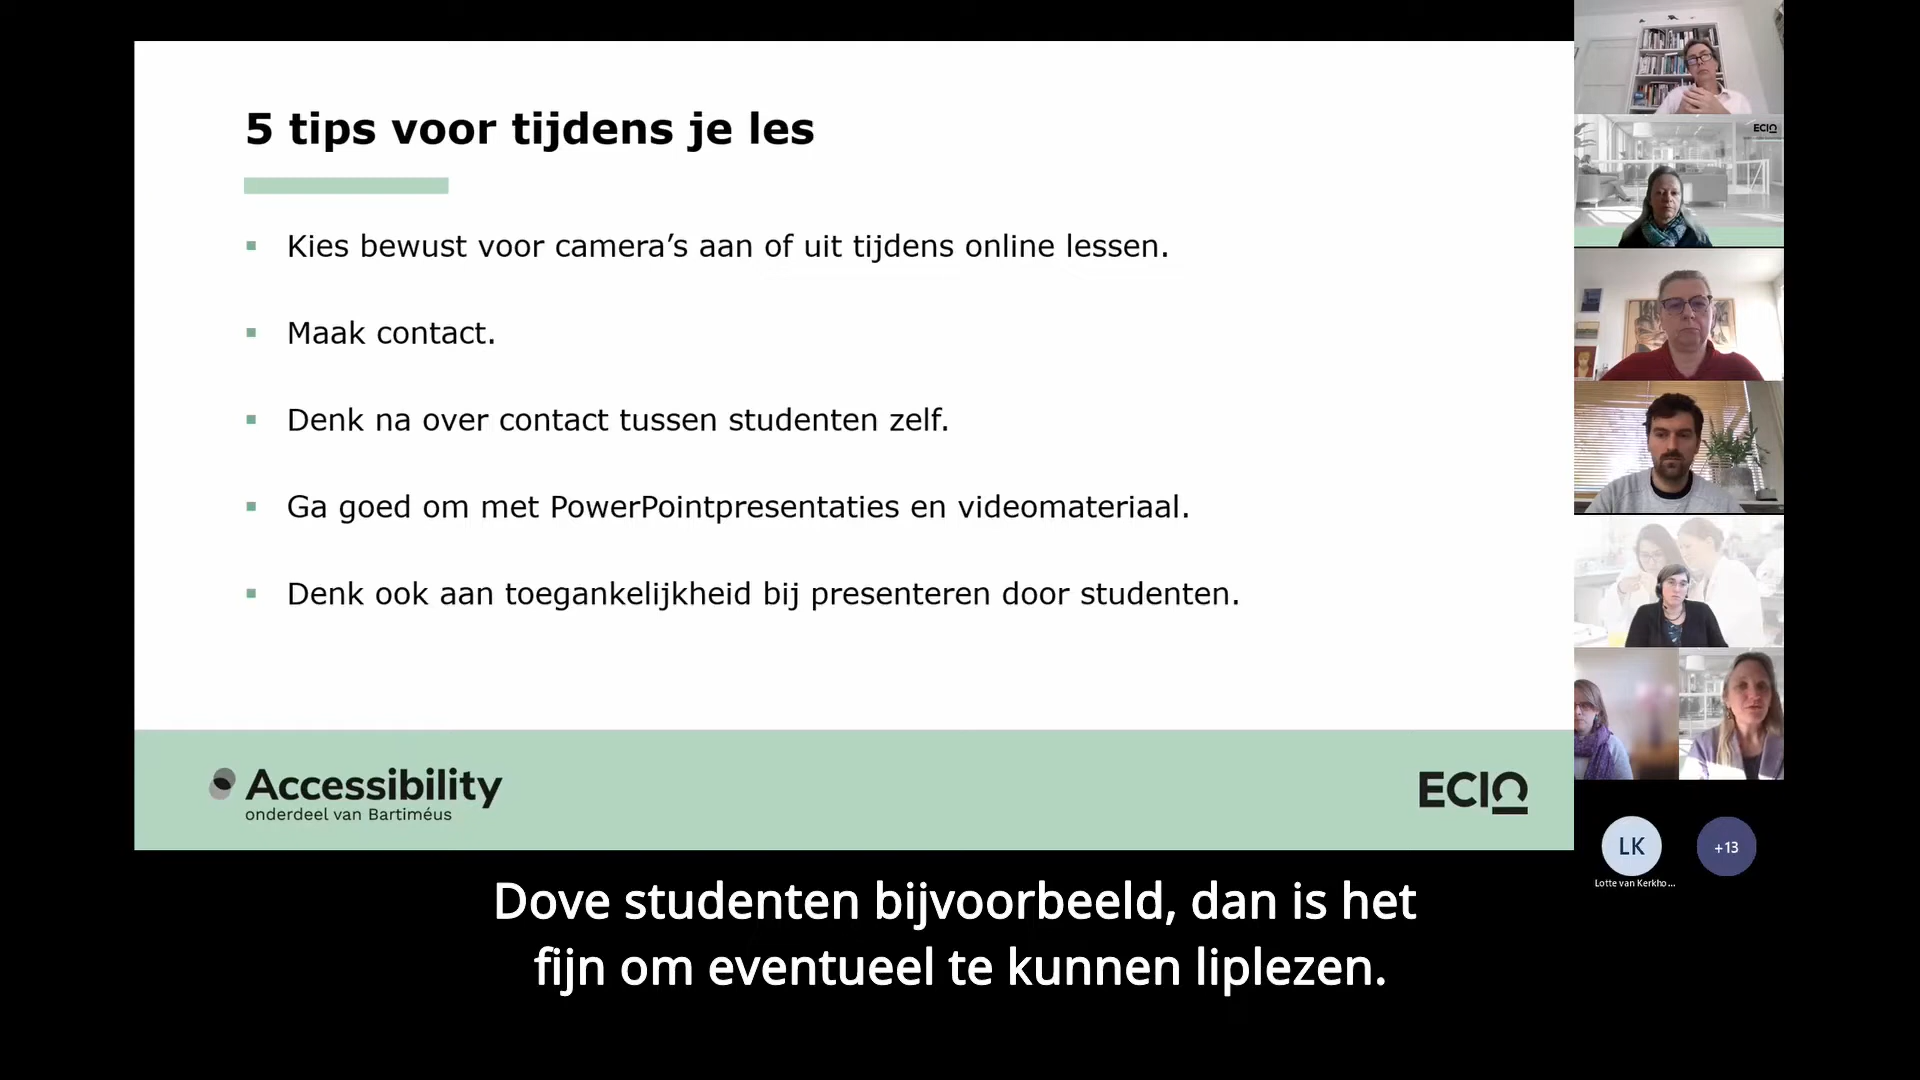 5 tips voor tijdens je les
Kies bewust voor camera’s aan of uit tijdens online lessen.
Maak contact.
Denk na over contact tussen studenten zelf.
Ga goed om met PowerPointpresentaties en videomateriaal.
Denk ook aan toegankelijkheid bij presenteren door studenten.
Accessibility
onderdeel van Bartiméus
ECIO
ECIO
LK
+13
Lotte van Kerkho...
Dove studenten bijvoorbeeld, dan is het
fijn om eventueel te kunnen liplezen.